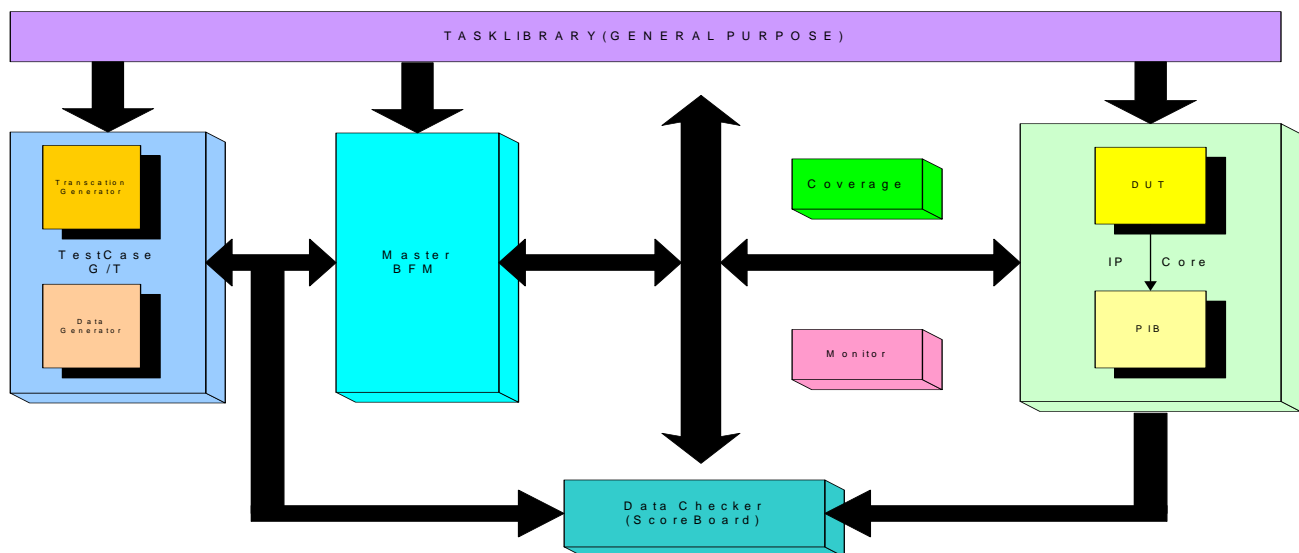 TASKLIBRARY(GENERAL PURPOSE)
Transcation
Generator
TestCase
G/T
Data
Generator
Master
BFM
Coverage
Monitor
DUT
IP Core
PIB
Data Checker
(ScoreBoard)